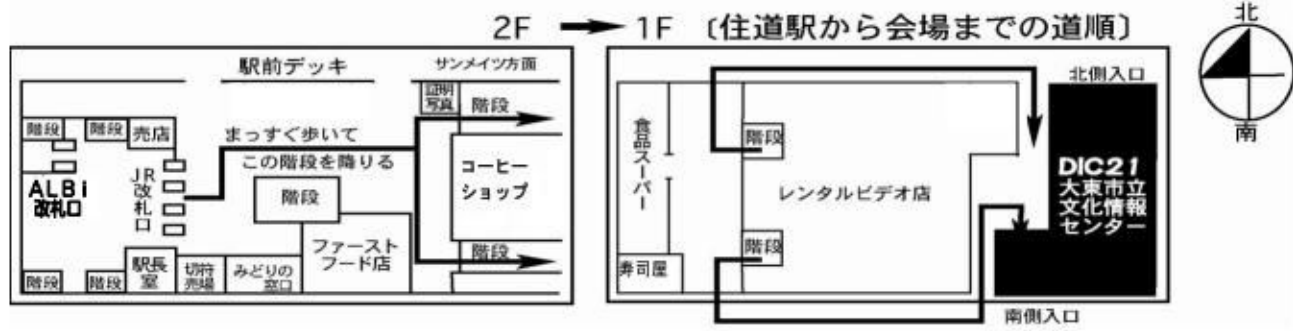 2F → 1F 〔住道駅から会場までの道順〕
北
南
駅前デッキ
サンメイツ方面
証明
写真
階段
階段
階段
売店
まっすぐ歩いて
この階段を降りる
ALBi
改札口
JR
改
札
口
階段
コーヒー
ショップ
ファースト
フード店
階段
階段
階段
駅長
室
切符
売場
みどりの
窓口
北側入口
食品スーパー
階段
レンタルビデオ店
DIC21
大東市立
文化情報
センター
階段
寿司屋
南側入口